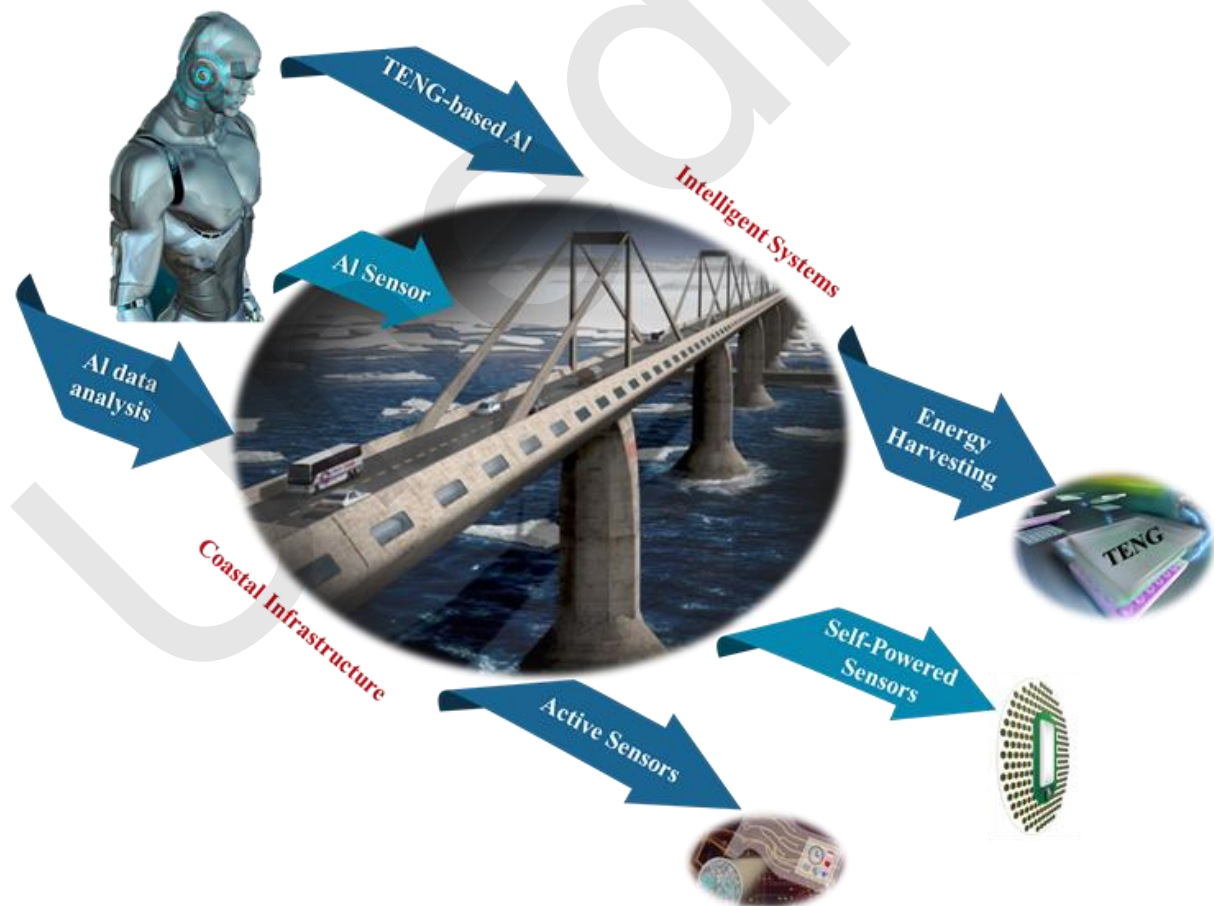 TENG-based AI
Intelligent Systems
AI Sensor
AI data
analysis
Energy
Harvesting
TENG
Coastal Infrastructure
Self-Powered
Sensors
Active Sensors